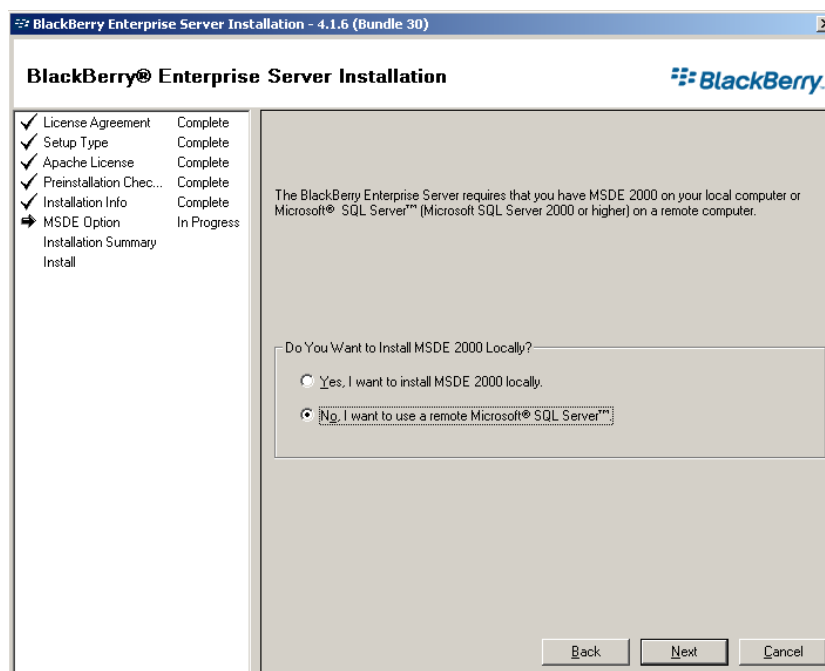 BlackBerry Enterprise Server Installation - 4.1.6 (Bundle 30)
BlackBerry® Enterprise Server Installation
BlackBerry.
License Agreement Complete
Setup Type Complete
Apache License Complete
Preinstallation Chec... Complete
Installation Info Complete
MSDE Option In Progress
Installation Summary
Install
The BlackBerry Enterprise Server requires that you have MSDE 2000 on your local computer or
Microsoft® SQL Server™ (Microsoft SQL Server 2000 or higher) on a remote computer.
Do You Want to Install MSDE 2000 Locally?
Yes, I want to install MSDE 2000 locally.
No, I want to use a remote Microsoft® SQL Server™.
Back Next Cancel